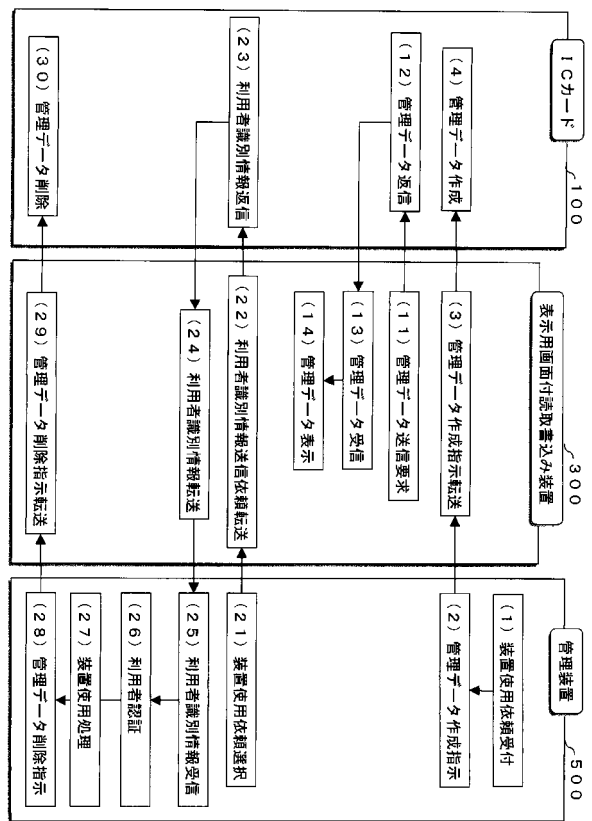 ICカード
100
(4) 管理データ作成
(12) 管理データ返信
(23) 利用者識別情報返信
(30) 管理データ削除
表示用画面付読取書込み装置
300
(3) 管理データ作成指示転送
(11) 管理データ送信要求
(13) 管理データ受信
(14) 管理データ表示
(22) 利用者識別情報送信依頼転送
(24) 利用者識別情報転送
(29) 管理データ削除指示転送
管理装置
500
(1) 装置使用依頼受付
(2) 管理データ作成指示
(21) 装置使用依頼選択
(25) 利用者識別情報受信
(26) 利用者認証
(27) 装置使用処理
(28) 管理データ削除指示